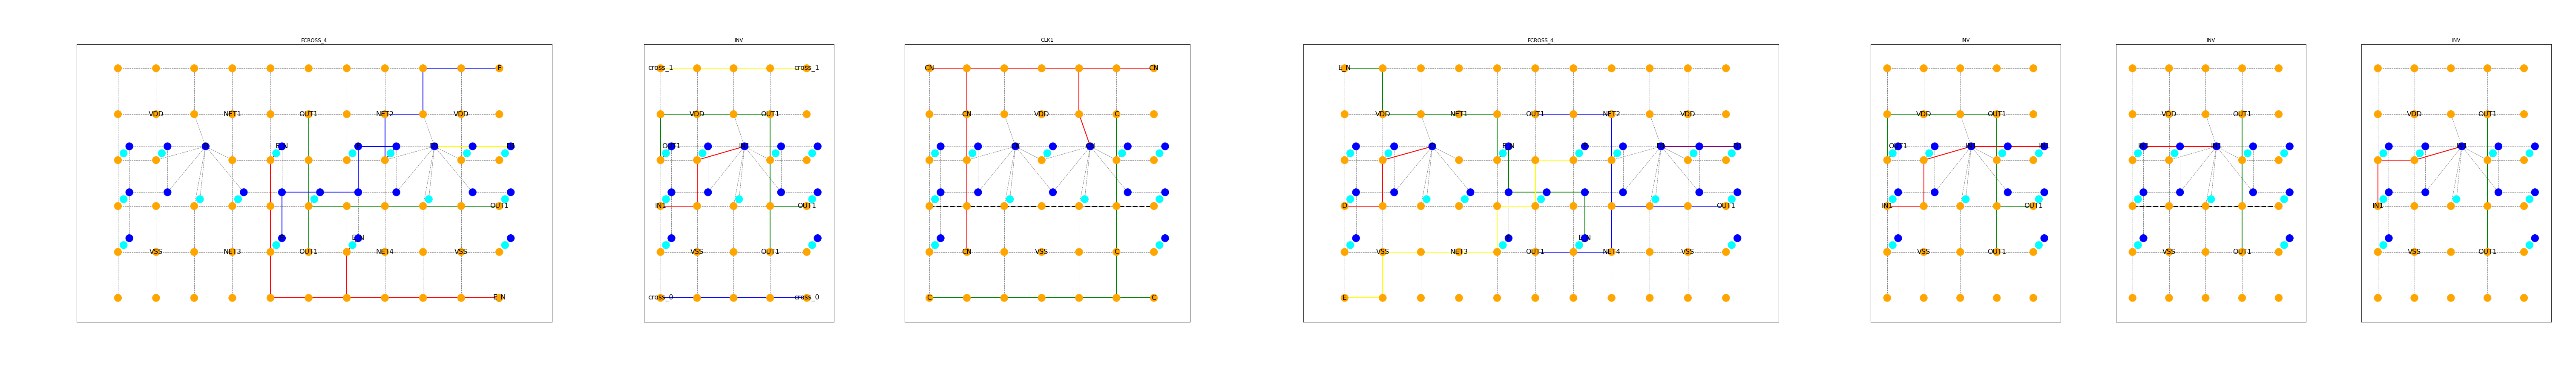 FCROSS_4 INV CLK1 FCROSS_4 INV INV INV
E cross_1 cross_1 CN CN E_N
VDD NET1 OUT1 NET2 VDD VDD OUT1 CN VDD C VDD NET1 OUT1 NET2 VDD VDD OUT1 VDD OUT1 VDD OUT1
OUT1 OUT1
OUT1 IN1 OUT1 D OUT1 IN1 OUT1 IN1
E_N E_N
VSS NET3 OUT1 NET4 VSS VSS OUT1 CN VSS C VSS NET3 OUT1 NET4 VSS VSS OUT1 VSS OUT1 VSS OUT1
E_N cross_0 cross_0 C C E